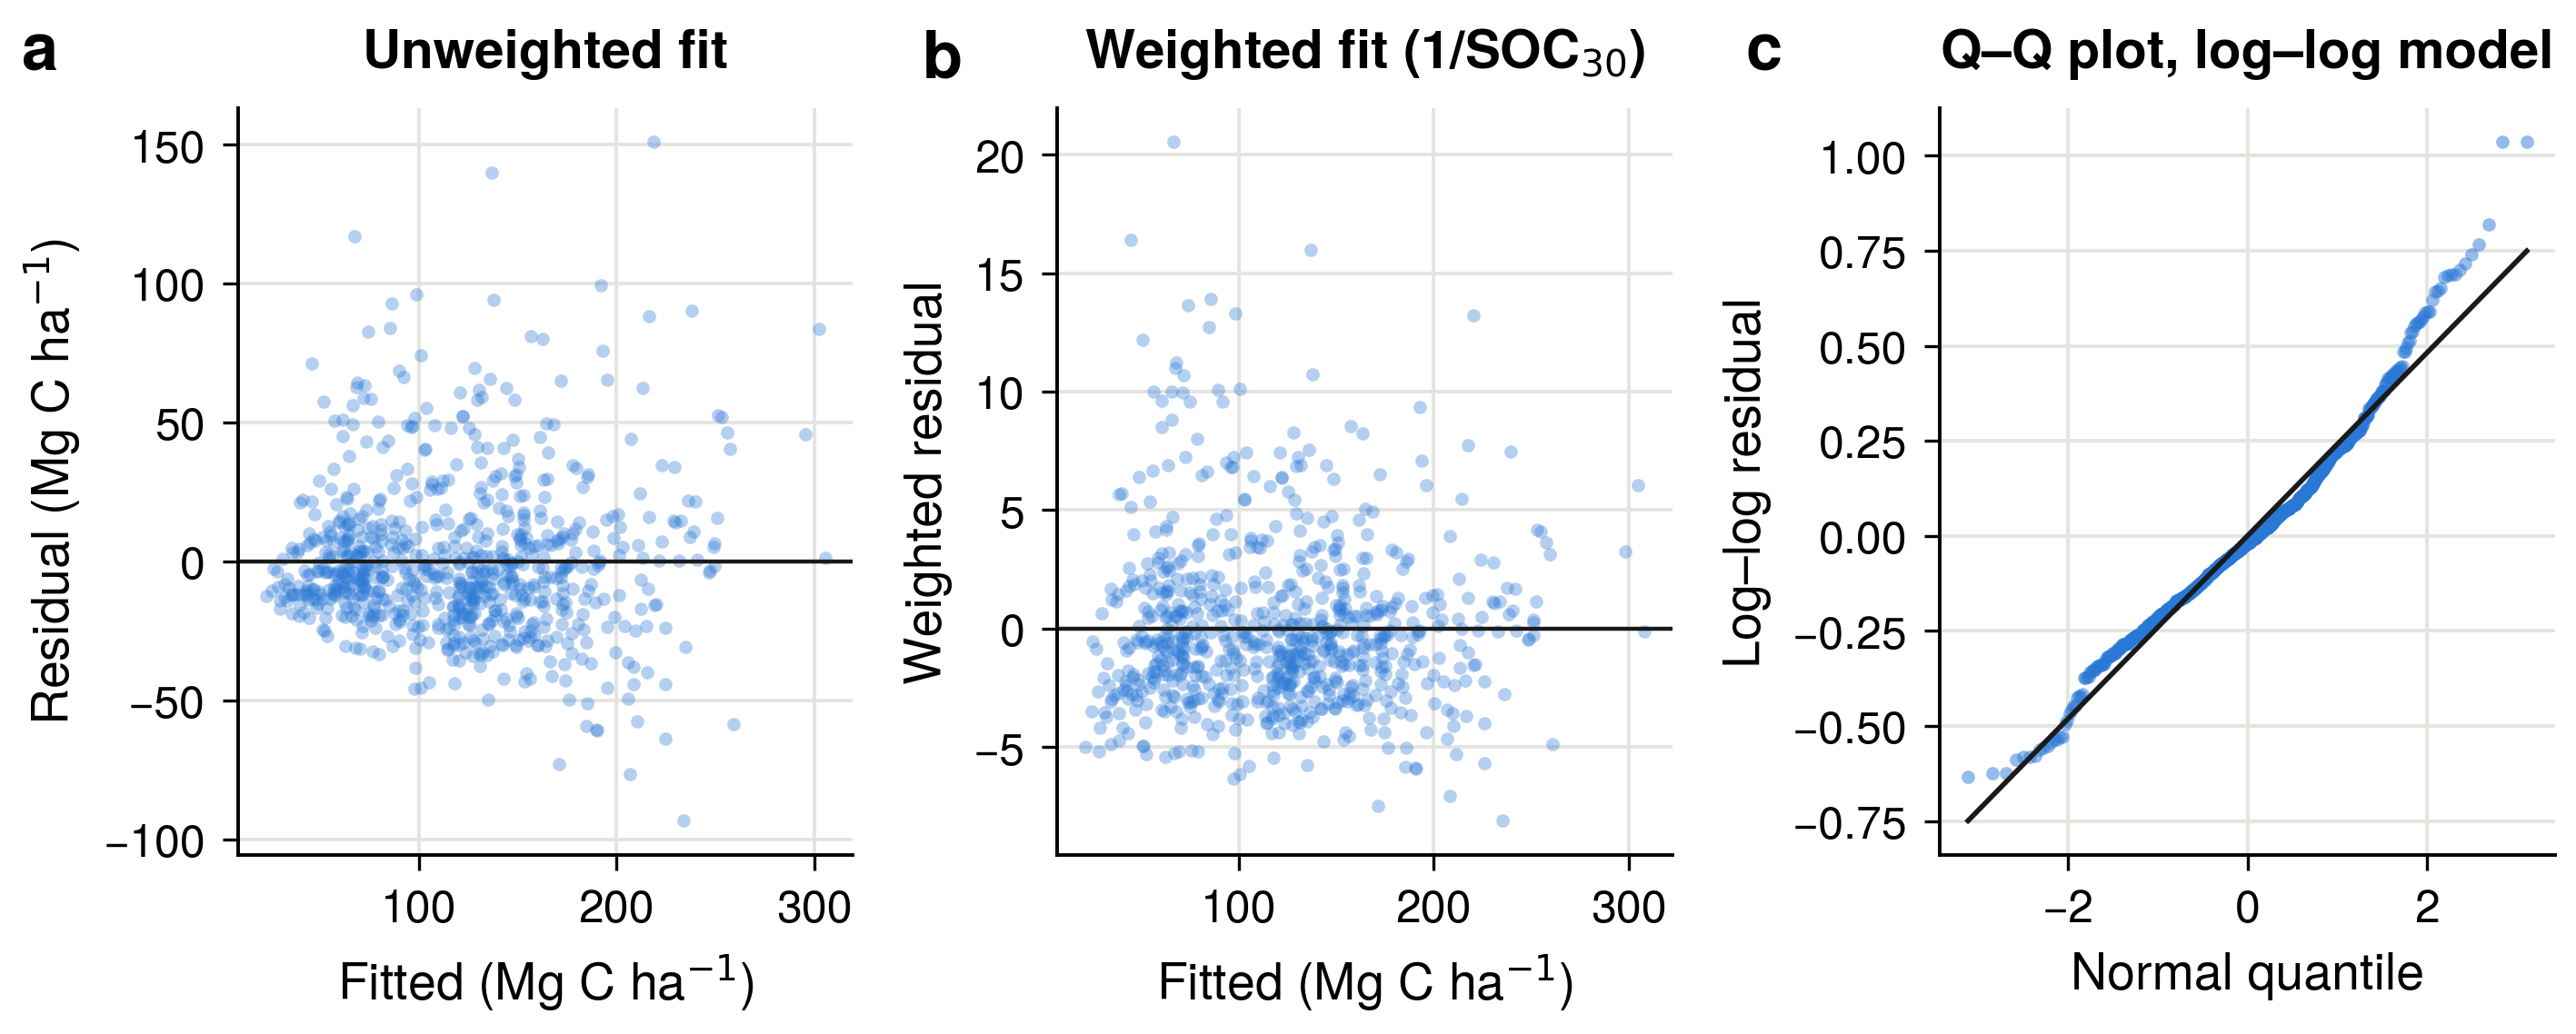 a
Unweighted fit
150
100
50
0
−50
−100
100
200
300
Residual (Mg C ha⁻¹)
Fitted (Mg C ha⁻¹)
b
Weighted fit (1/SOC₃₀)
20
15
10
5
0
−5
100
200
300
Weighted residual
Fitted (Mg C ha⁻¹)
c
Q–Q plot, log–log model
1.00
0.75
0.50
0.25
0.00
−0.25
−0.50
−0.75
−2
0
2
Log–log residual
Normal quantile